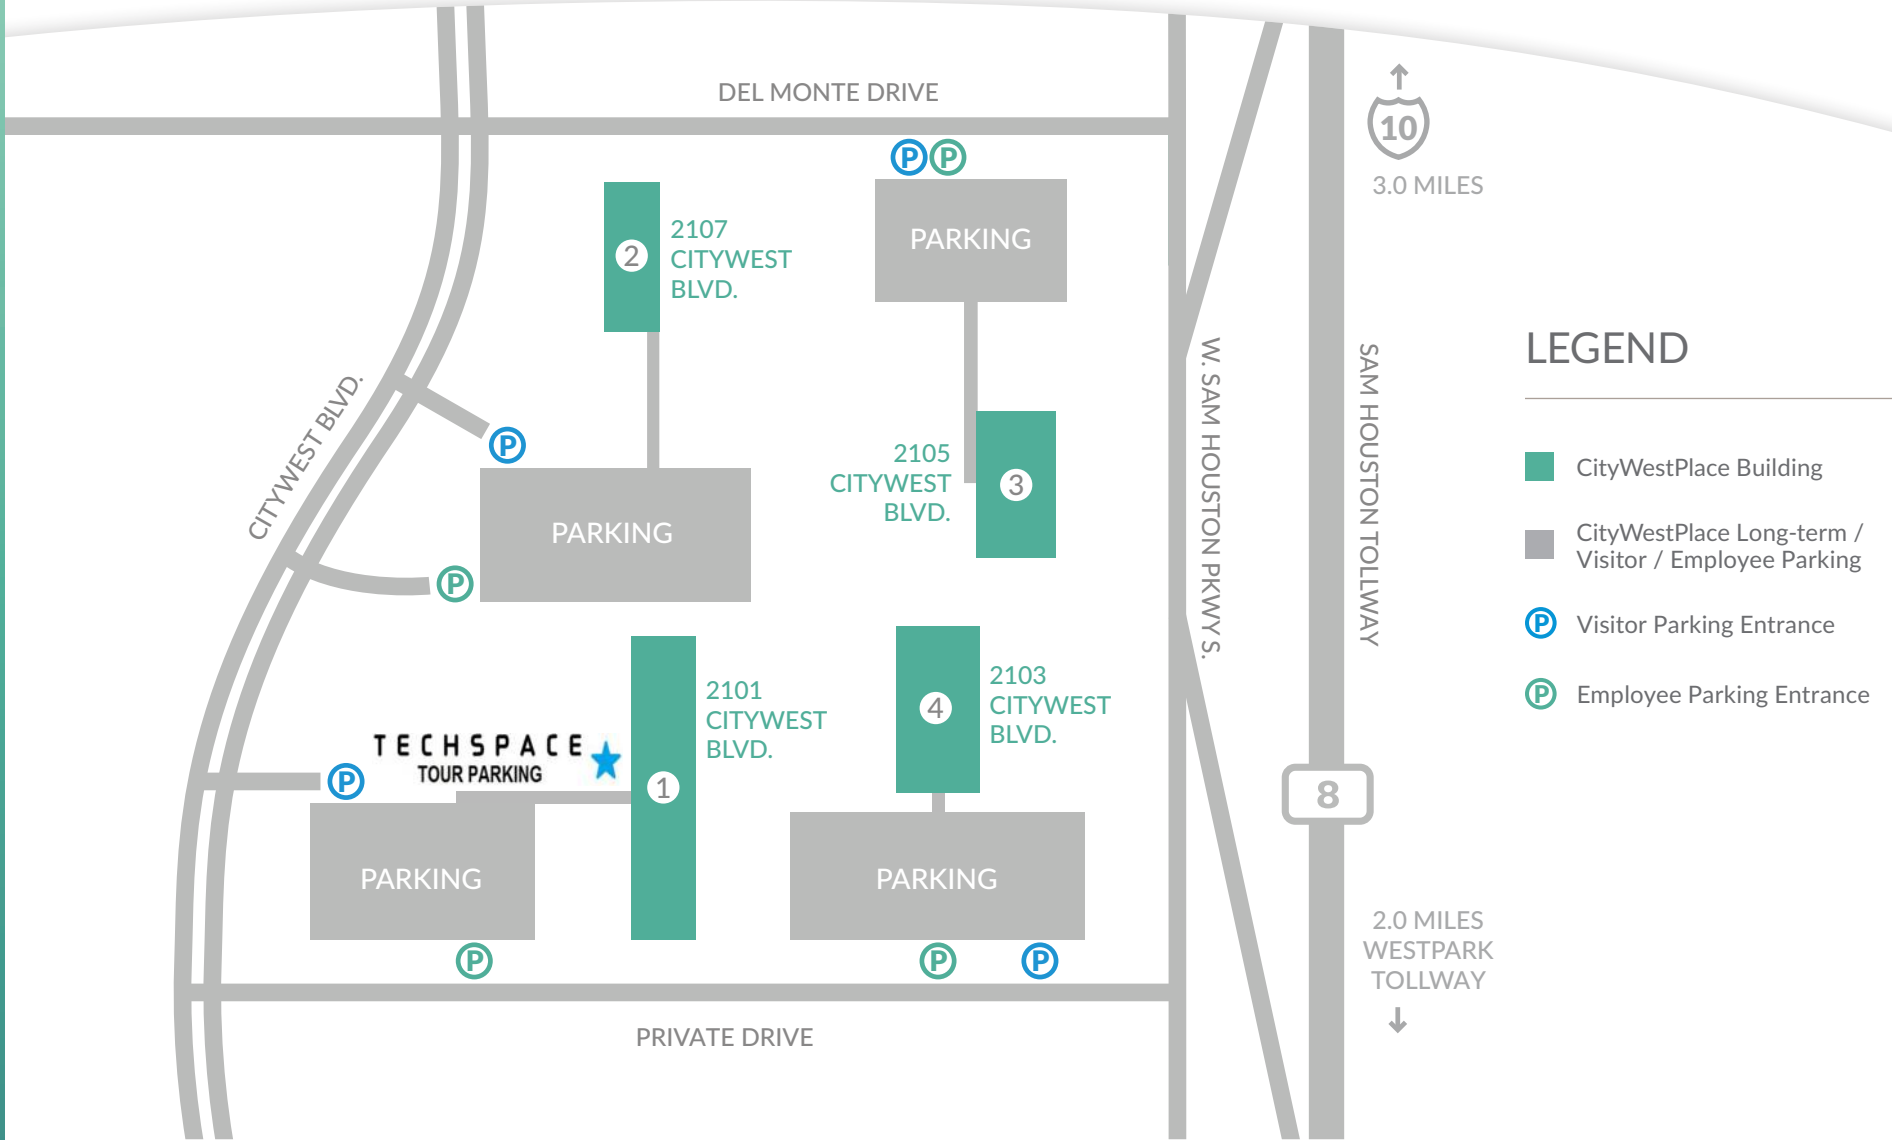 DEL MONTE DRIVE
10
3.0 MILES
P
P
PARKING
2
2107
CITYWEST
BLVD.
LEGEND
CITYWEST BLVD.
W. SAM HOUSTON PKWY S.
SAM HOUSTON TOLLWAY
P
2105
CITYWEST
BLVD.
3
PARKING
P
CityWestPlace Building
CityWestPlace Long-term /
Visitor / Employee Parking
P
Visitor Parking Entrance
P
Employee Parking Entrance
2101
CITYWEST
BLVD.
1
2103
CITYWEST
BLVD.
4
TECHSPACE
TOUR PARKING
P
8
PARKING
PARKING
P
P
P
2.0 MILES
WESTPARK
TOLLWAY
PRIVATE DRIVE